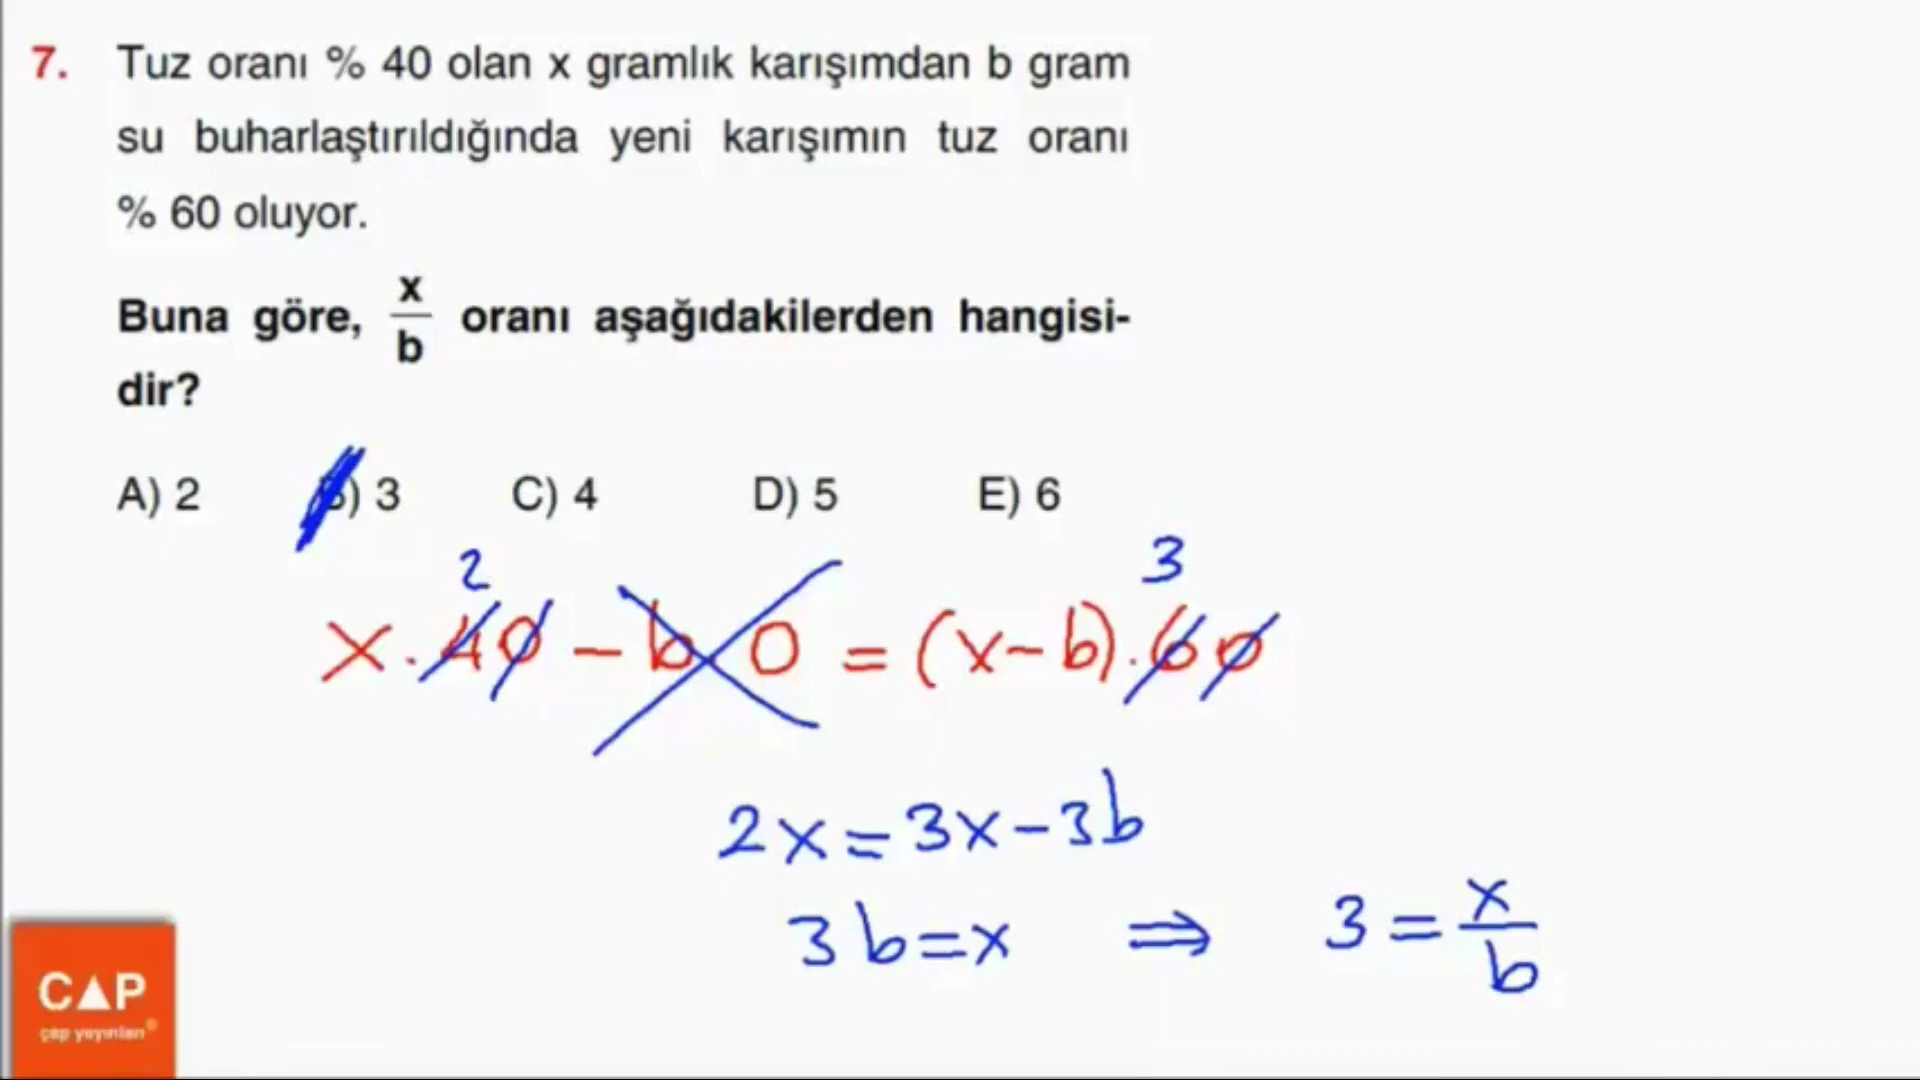 7. Tuz oranı % 40 olan x gramlık karışımdan b gram
su buharlaştırıldığında yeni karışımın tuz oranı
% 60 oluyor.
Buna göre, x/b oranı aşağıdakilerden hangisi-
dir?
A) 2 B) 3 C) 4 D) 5 E) 6
2 3
x.40 - b.0 = (x-b).60
2x=3x-3b
3b=x ⇒ 3=x/b
CAP
çap yayınları®